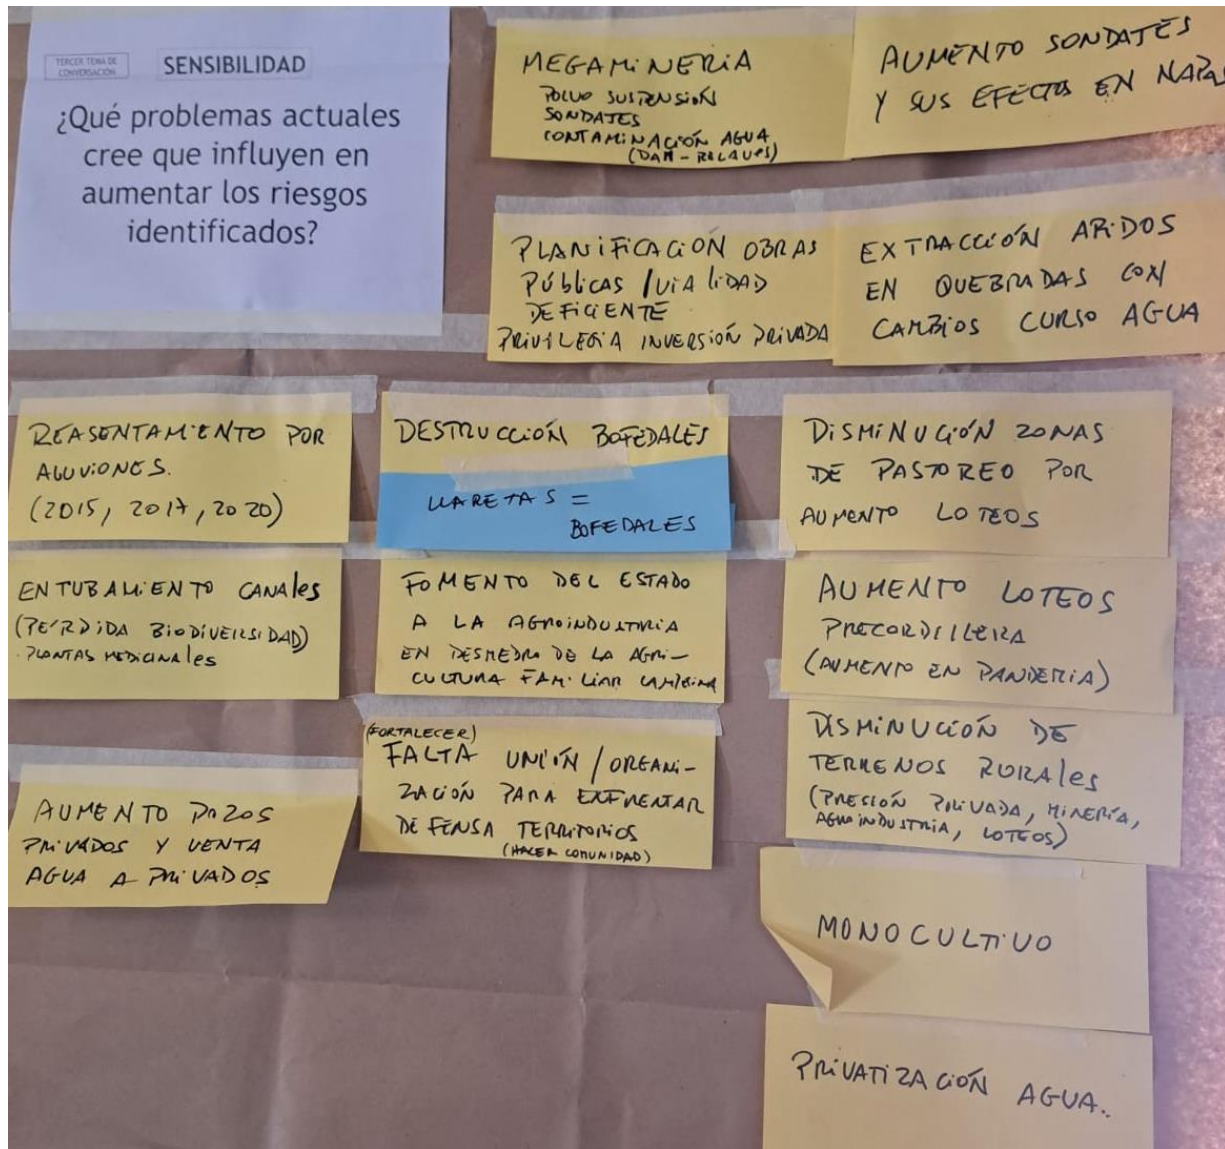 TERCER TEMA DE
CONVERSACIÓN
SENSIBILIDAD
¿Qué problemas actuales
cree que influyen en
aumentar los riesgos
identificados?
MEGAMINERIA
POLVO SUSPENSIÓN
SONDATES
CONTAMINACIÓN AGUA
(DAM - RELAVES)
AUMENTO SONDATES
Y SUS EFECTOS EN NAPAS
PLANIFICACIÓN OBRAS
PÚBLICAS / VIALIDAD
DEFICIENTE
PRIVILEGIA INVERSIÓN PRIVADA
EXTRACCIÓN ARIDOS
EN QUEBRADAS CON
CAMBIOS CURSO AGUA
REASENTAMIENTO POR
ALUVIONES.
(2015, 2017, 2020)
DESTRUCCIÓN BOFEDALES
LLARETAS =
BOFEDALES
DISMINUCIÓN ZONAS
DE PASTOREO POR
AUMENTO LOTEOS
ENTUBAMIENTO CANALES
(PÉRDIDA BIODIVERSIDAD)
PLANTAS MEDICINALES
FOMENTO DEL ESTADO
A LA AGROINDUSTRIA
EN DESMEDRO DE LA AGRI-
CULTURA FAMILIAR CAMPESINA
AUMENTO LOTEOS
PRECORDILLERA
(AUMENTO EN PANDEMIA)
(FORTALECER)
FALTA UNIÓN / ORGANI-
ZACIÓN PARA ENFRENTAR
DEFENSA TERRITORIOS
(HACER COMUNIDAD)
DISMINUCIÓN DE
TERRENOS RURALES
(PRESIÓN PRIVADA, MINERÍA,
AGROINDUSTRIA, LOTEOS)
AUMENTO POZOS
PRIVADOS Y VENTA
AGUA A PRIVADOS
MONOCULTIVO
PRIVATIZACIÓN AGUA.